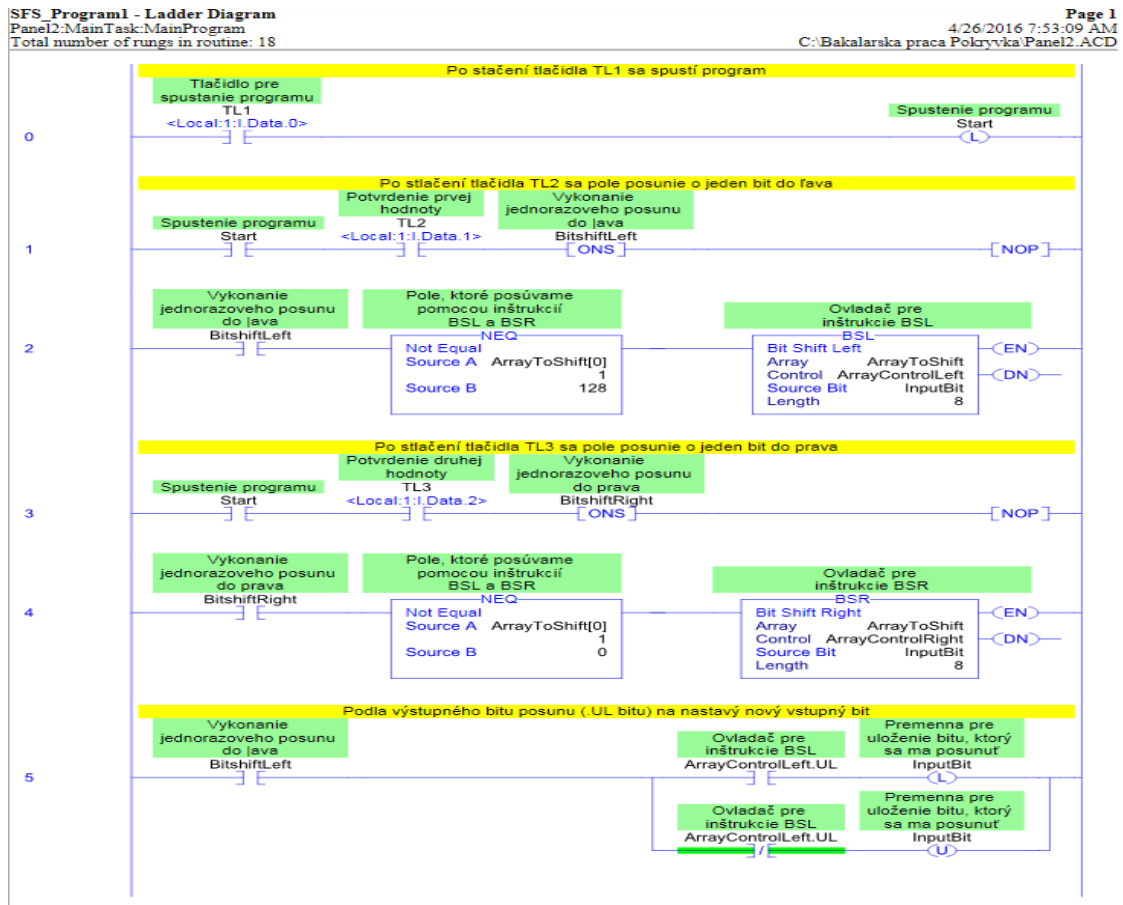 SFS_Program1 - Ladder Diagram
Page 1
Panel2:MainTask:MainProgram
4/26/2016 7:53:09 AM
Total number of rungs in routine: 18
C:\Bakalarska praca Pokryvka\Panel2.ACD
Po stačení tlačidla TL1 sa spustí program
Tlačidlo pre
spustanie programu
TL1
<Local:1:I.Data.0>
Spustenie programu
Start
L
0
Po stlačení tlačidla TL2 sa pole posunie o jeden bit do ľava
Spustenie programu
Start
Potvrdenie prvej
hodnoty
TL2
<Local:1:I.Data.1>
Vykonanie
jednorazoveho posunu
do |ava
BitshiftLeft
ONS
NOP
1
Vykonanie
jednorazoveho posunu
do |ava
BitshiftLeft
Pole, ktoré posúvame
pomocou inštrukcií
BSL a BSR
NEQ
Not Equal
Source A ArrayToShift[0]
1
Source B 128
Ovladač pre
inštrukcie BSL
BSL
Bit Shift Left
Array ArrayToShift
Control ArrayControlLeft
Source Bit InputBit
Length 8
EN
DN
2
Po stlačení tlačidla TL3 sa pole posunie o jeden bit do prava
Spustenie programu
Start
Potvrdenie druhej
hodnoty
TL3
<Local:1:I.Data.2>
Vykonanie
jednorazoveho posunu
do prava
BitshiftRight
ONS
NOP
3
Vykonanie
jednorazoveho posunu
do prava
BitshiftRight
Pole, ktoré posúvame
pomocou inštrukcií
BSL a BSR
NEQ
Not Equal
Source A ArrayToShift[0]
1
Source B 0
Ovladač pre
inštrukcie BSR
BSR
Bit Shift Right
Array ArrayToShift
Control ArrayControlRight
Source Bit InputBit
Length 8
EN
DN
4
Podla výstupného bitu posunu (.UL bitu) na nastavý nový vstupný bit
Vykonanie
jednorazoveho posunu
do |ava
BitshiftLeft
Ovladač pre
inštrukcie BSL
ArrayControlLeft.UL
Premenna pre
uloženie bitu, ktorý
sa ma posunuť
InputBit
L
5
Ovladač pre
inštrukcie BSL
ArrayControlLeft.UL
Premenna pre
uloženie bitu, ktorý
sa ma posunuť
InputBit
U